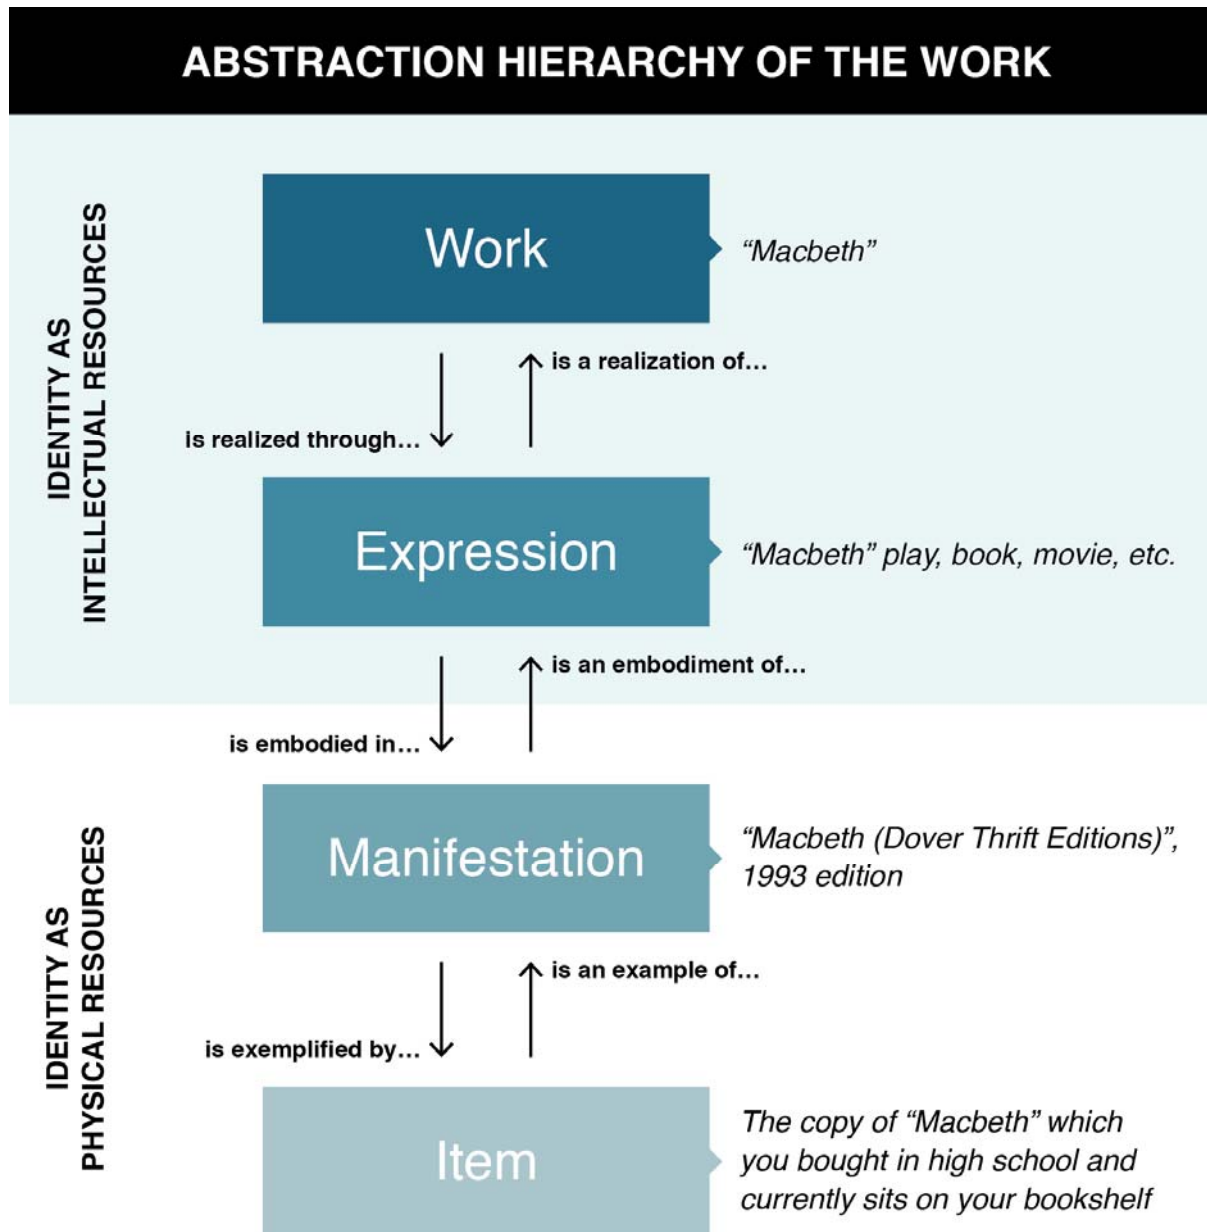 ABSTRACTION HIERARCHY OF THE WORK
IDENTITY AS
INTELLECTUAL RESOURCES
Work
“Macbeth”
is a realization of…
is realized through…
Expression
“Macbeth” play, book, movie, etc.
is an embodiment of…
is embodied in…
IDENTITY AS
PHYSICAL RESOURCES
Manifestation
“Macbeth (Dover Thrift Editions)”,
1993 edition
is an example of…
is exemplified by…
Item
The copy of “Macbeth” which
you bought in high school and
currently sits on your bookshelf